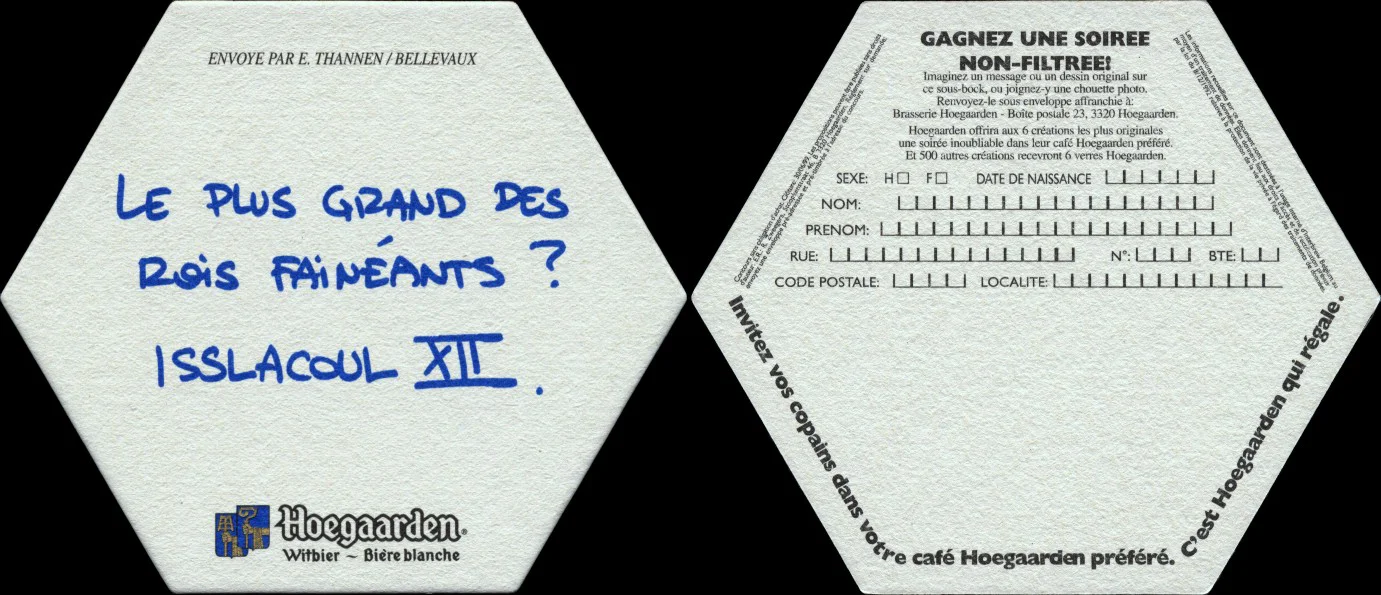 ENVOYE PAR E. THANNEN / BELLEVAUX
LE PLUS GRAND DES
ROIS FAINÉANTS ?
ISSLACOUL XII.
Hoegaarden®
Witbier ~ Bière blanche
GAGNEZ UNE SOIREE
NON-FILTREE!
Imaginez un message ou un dessin original sur
ce sous-bock, ou joignez-y une chouette photo.
Renvoyez-le sous enveloppe affranchie à:
Brasserie Hoegaarden - Boîte postale 23, 3320 Hoegaarden.
Hoegaarden offrira aux 6 créations les plus originales
une soirée inoubliable dans leur café Hoegaarden préféré.
Et 500 autres créations recevront 6 verres Hoegaarden.
SEXE: H F DATE DE NAISSANCE
NOM:
PRENOM:
RUE: N°: BTE:
CODE POSTALE: LOCALITE:
Invitez vos copains dans votre café Hoegaarden préféré. C'est Hoegaarden qui régale.